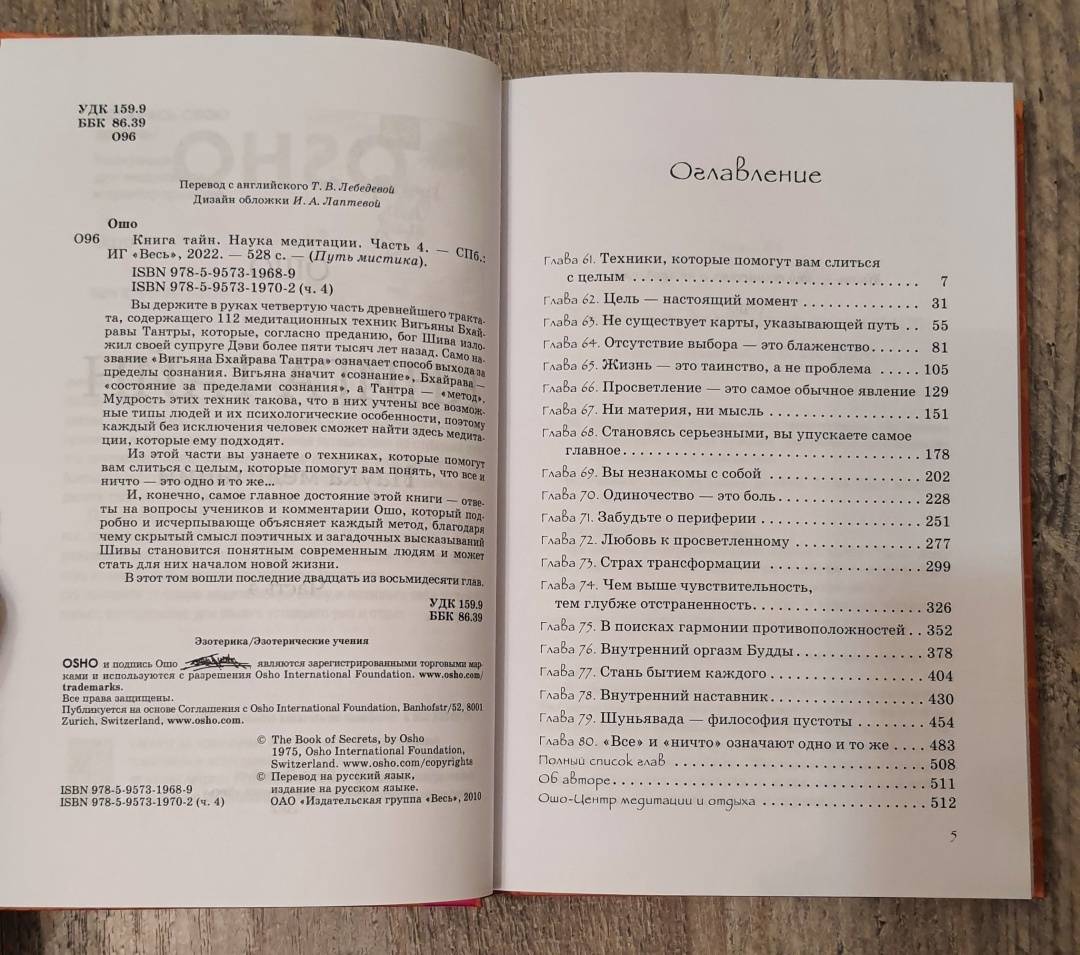 УДК 159.9
ББК 86.39
О96
Перевод с английского Т. В. Лебедевой
Дизайн обложки И. А. Лаптевой
Ошо
О96 Книга тайн. Наука медитации. Часть 4. — СПб.:
ИГ «Весь», 2022. — 528 с. — (Путь мистика).
ISBN 978-5-9573-1968-9
ISBN 978-5-9573-1970-2 (ч. 4)
Вы держите в руках четвертую часть древнейшего тракта-
та, содержащего 112 медитационных техник Вигьяны Бхай-
равы Тантры, которые, согласно преданию, бог Шива изло-
жил своей супруге Дэви более пяти тысяч лет назад. Само на-
звание «Вигьяна Бхайрава Тантра» означает способ выхода за
пределы сознания. Вигьяна значит «сознание», Бхайрава —
«состояние за пределами сознания», а Тантра — «метод».
Мудрость этих техник такова, что в них учтены все возмож-
ные типы людей и их психологические особенности, поэтому
каждый без исключения человек сможет найти здесь медита-
ции, которые ему подходят.
Из этой части вы узнаете о техниках, которые помогут
вам слиться с целым, которые помогут вам понять, что все и
ничто — это одно и то же...
И, конечно, самое главное достояние этой книги — отве-
ты на вопросы учеников и комментарии Ошо, который под-
робно и исчерпывающе объясняет каждый метод, благодаря
чему скрытый смысл поэтичных и загадочных высказываний
Шивы становится понятным современным людям и может
стать для них началом новой жизни.
В этот том вошли последние двадцать из восьмидесяти глав.
УДК 159.9
ББК 86.39
Эзотерика/Эзотерические учения
OSHO и подпись Ошо являются зарегистрированными торговыми мар-
ками и используются с разрешения Osho International Foundation. www.osho.com/
trademarks.
Все права защищены.
Публикуется на основе Соглашения с Osho International Foundation, Banhofstr/52, 8001
Zurich, Switzerland, www.osho.com.
© The Book of Secrets, by Osho
1975, Osho International Foundation,
Switzerland. www.osho.com/copyrights
© Перевод на русский язык,
издание на русском языке.
ISBN 978-5-9573-1968-9
ISBN 978-5-9573-1970-2 (ч. 4) ОАО «Издательская группа «Весь», 2010
Оглавление
Глава 61. Техники, которые помогут вам слиться
с целым 7
Глава 62. Цель — настоящий момент 31
Глава 63. Не существует карты, указывающей путь 55
Глава 64. Отсутствие выбора — это блаженство 81
Глава 65. Жизнь — это таинство, а не проблема 105
Глава 66. Просветление — это самое обычное явление 129
Глава 67. Ни материя, ни мысль 151
Глава 68. Становясь серьезными, вы упускаете самое
главное 178
Глава 69. Вы незнакомы с собой 202
Глава 70. Одиночество — это боль 228
Глава 71. Забудьте о периферии 251
Глава 72. Любовь к просветленному 277
Глава 73. Страх трансформации 299
Глава 74. Чем выше чувствительность,
тем глубже отстраненность 326
Глава 75. В поисках гармонии противоположностей 352
Глава 76. Внутренний оргазм Будды 378
Глава 77. Стань бытием каждого 404
Глава 78. Внутренний наставник 430
Глава 79. Шуньявада — философия пустоты 454
Глава 80. «Все» и «ничто» означают одно и то же 483
Полный список глав 508
Об авторе 511
Ошо-Центр медитации и отдыха 512
5